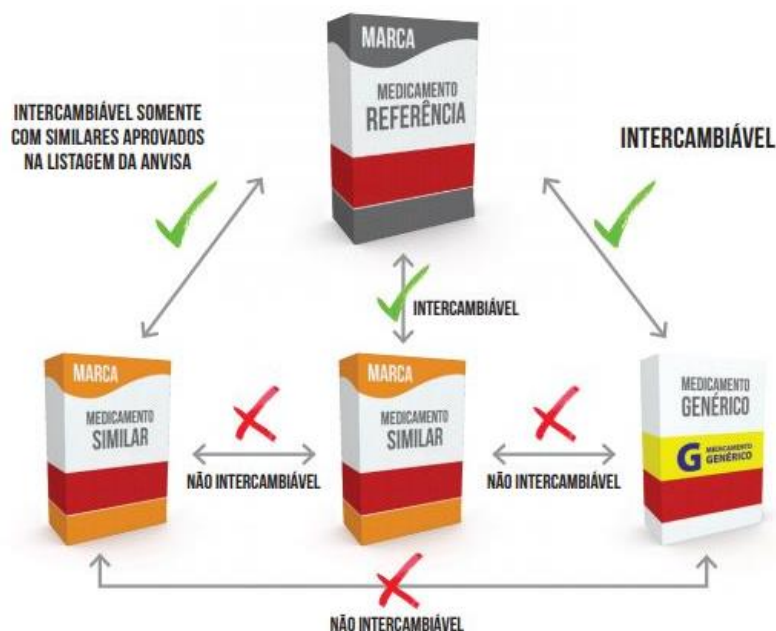 MARCA
MEDICAMENTO
REFERÊNCIA
INTERCAMBIÁVEL SOMENTE
COM SIMILARES APROVADOS
NA LISTAGEM DA ANVISA
INTERCAMBIÁVEL
INTERCAMBIÁVEL
MARCA
MEDICAMENTO
SIMILAR
MARCA
MEDICAMENTO
SIMILAR
MEDICAMENTO
GENÉRICO
G MEDICAMENTO
GENÉRICO
NÃO INTERCAMBIÁVEL
NÃO INTERCAMBIÁVEL
NÃO INTERCAMBIÁVEL